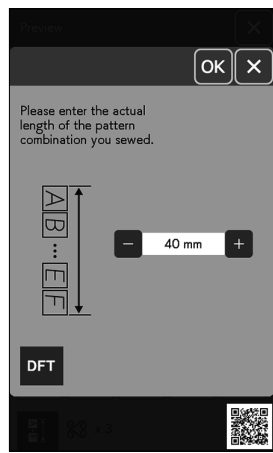 Preview
OK
Please enter the actual
length of the pattern
combination you sewed.
A
B
E
F
− 40 mm +
DFT